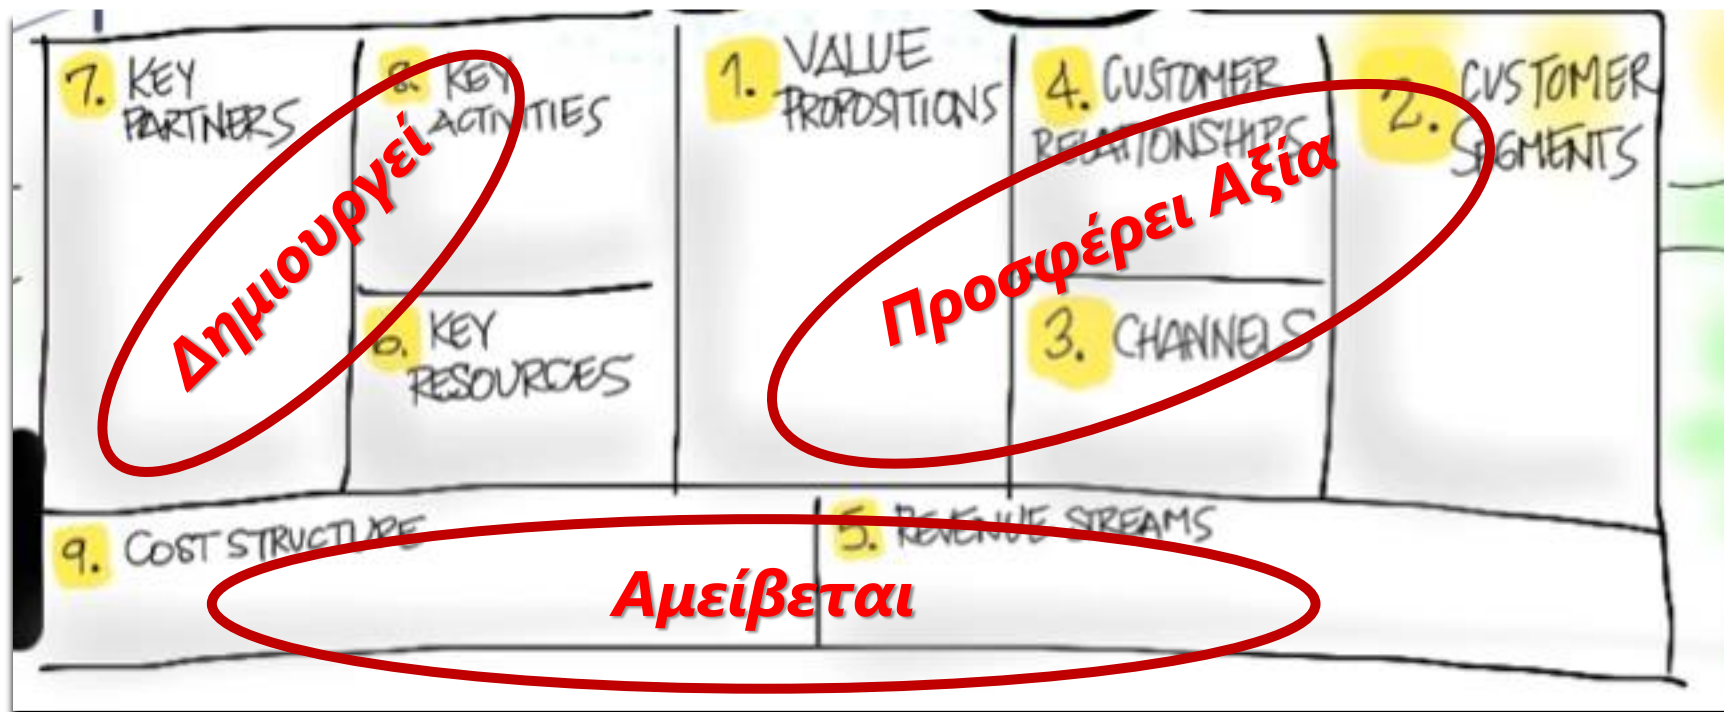 7. KEY
PARTNERS
8. KEY
ACTIVITIES
6. KEY
RESOURCES
Δημιουργεί
1. VALUE
PROPOSITIONS
4. CUSTOMER
RELATIONSHIPS
3. CHANNELS
2. CUSTOMER
SEGMENTS
Προσφέρει Αξία
9. COST STRUCTURE
5. REVENUE STREAMS
Αμείβεται